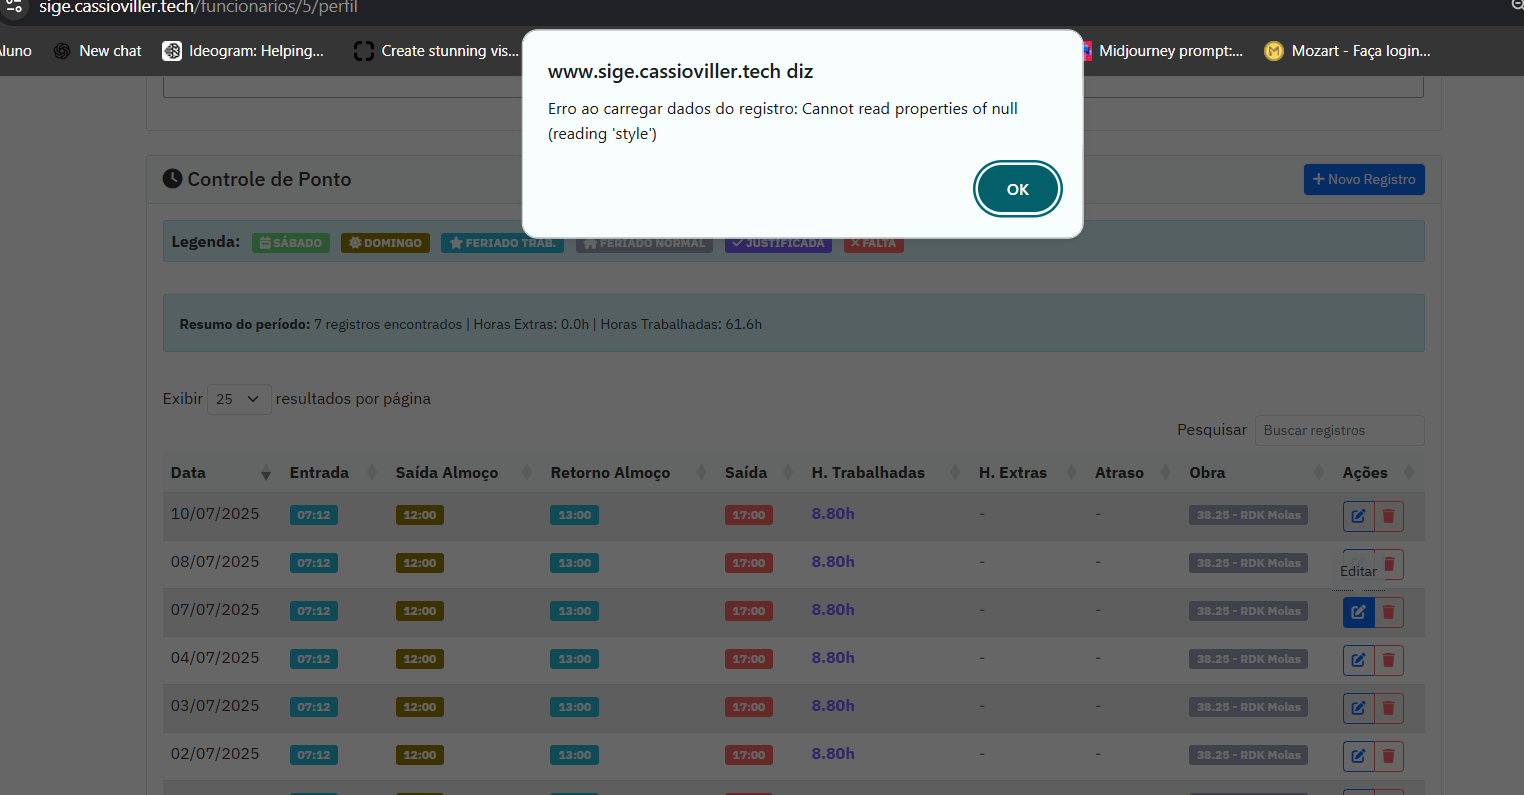 sige.cassioviller.tech/funcionarios/5/perfil
New chat
Ideogram: Helping...
Create stunning vis...
Midjourney prompt:...
Mozart - Faça login...
www.sige.cassioviller.tech diz
Erro ao carregar dados do registro: Cannot read properties of null
(reading 'style')
OK
Controle de Ponto
Novo Registro
Legenda: SÁBADO DOMINGO FERIADO TRAB. FERIADO NORMAL JUSTIFICADA FALTA
Resumo do período: 7 registros encontrados | Horas Extras: 0.0h | Horas Trabalhadas: 61.6h
Exibir 25 resultados por página
Pesquisar Buscar registros
Data Entrada Saída Almoço Retorno Almoço Saída H. Trabalhadas H. Extras Atraso Obra Ações
10/07/2025 07:12 12:00 13:00 17:00 8.80h - - 38.25 - RDK Molas
08/07/2025 07:12 12:00 13:00 17:00 8.80h - - 38.25 - RDK Molas
Editar
07/07/2025 07:12 12:00 13:00 17:00 8.80h - - 38.25 - RDK Molas
04/07/2025 07:12 12:00 13:00 17:00 8.80h - - 38.25 - RDK Molas
03/07/2025 07:12 12:00 13:00 17:00 8.80h - - 38.25 - RDK Molas
02/07/2025 07:12 12:00 13:00 17:00 8.80h - - 38.25 - RDK Molas